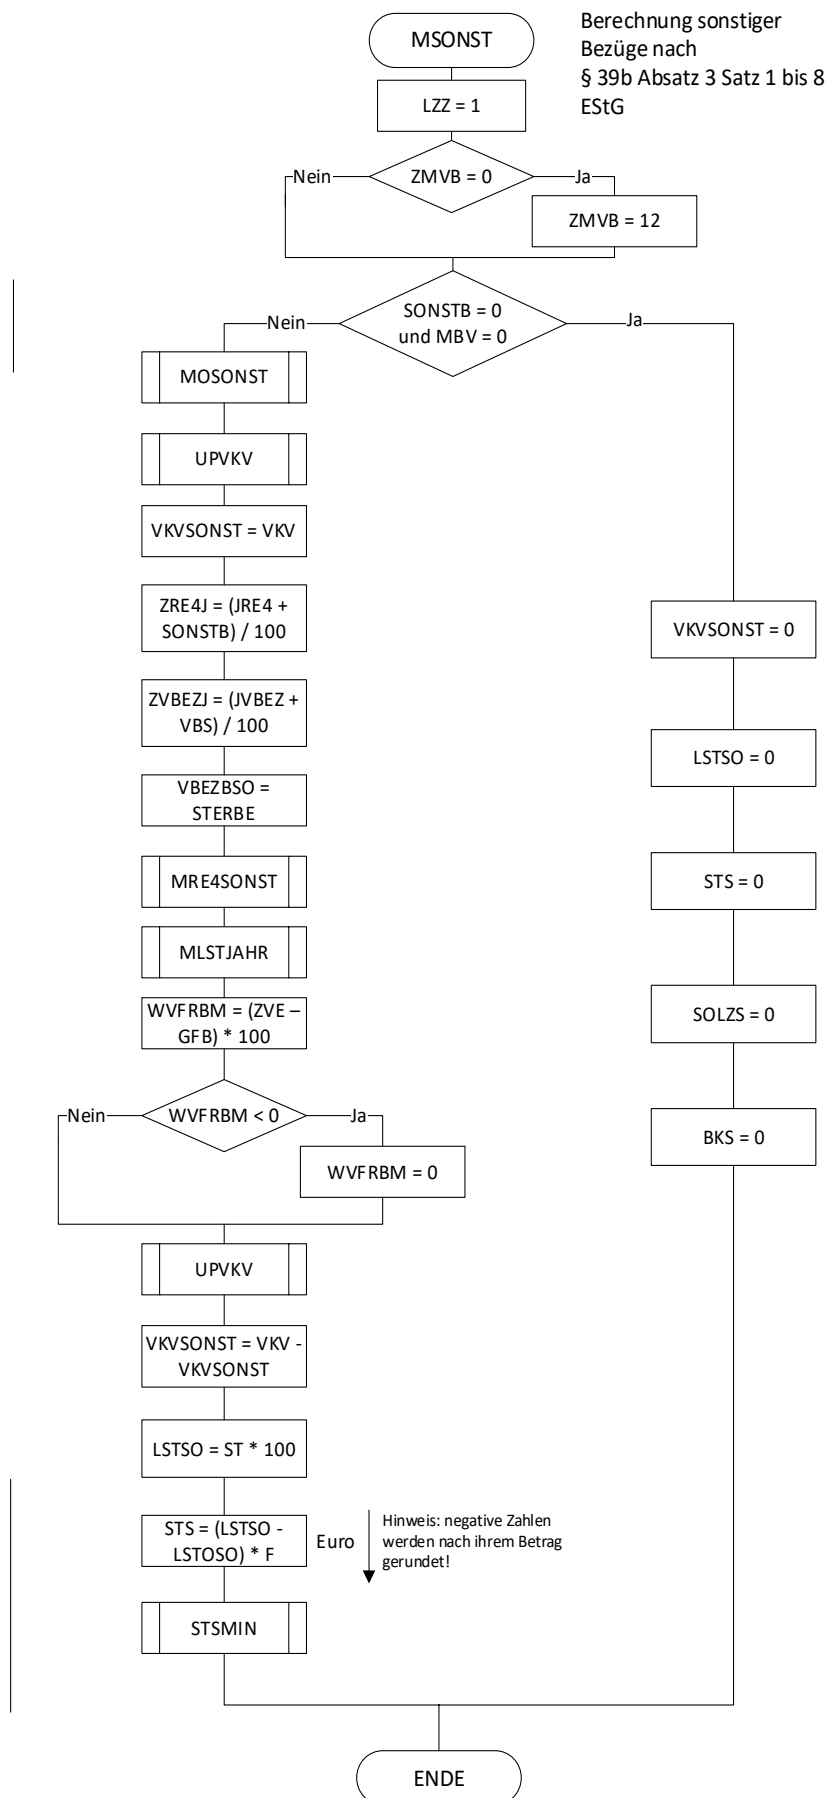 MSONST
Berechnung sonstiger
Bezüge nach
§ 39b Absatz 3 Satz 1 bis 8
EStG
LZZ = 1
Nein
ZMVB = 0
Ja
ZMVB = 12
SONSTB = 0
und MBV = 0
Nein
Ja
MOSONST
UPVKV
VKVSONST = VKV
ZRE4J = (JRE4 +
SONSTB) / 100
ZVBEZJ = (JVBEZ +
VBS) / 100
VBEZBSO =
STERBE
MRE4SONST
MLSTJAHR
WVFRBM = (ZVE –
GFB) * 100
Nein
WVFRBM < 0
Ja
WVFRBM = 0
UPVKV
VKVSONST = VKV -
VKVSONST
LSTSO = ST * 100
STS = (LSTSO -
LSTOSO) * F
Euro
Hinweis: negative Zahlen
werden nach ihrem Betrag
gerundet!
STSMIN
VKVSONST = 0
LSTSO = 0
STS = 0
SOLZS = 0
BKS = 0
ENDE